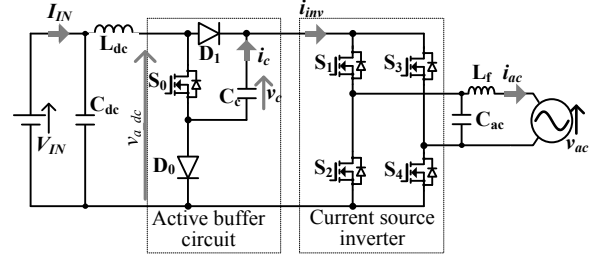 I_IN
L_dc
D_1
i_inv
S_0
i_c
C_c
v_c
C_dc
V_IN
v_a_dc
D_0
S_1
S_3
L_f
i_ac
C_ac
v_ac
S_2
S_4
Active buffer
circuit
Current source
inverter